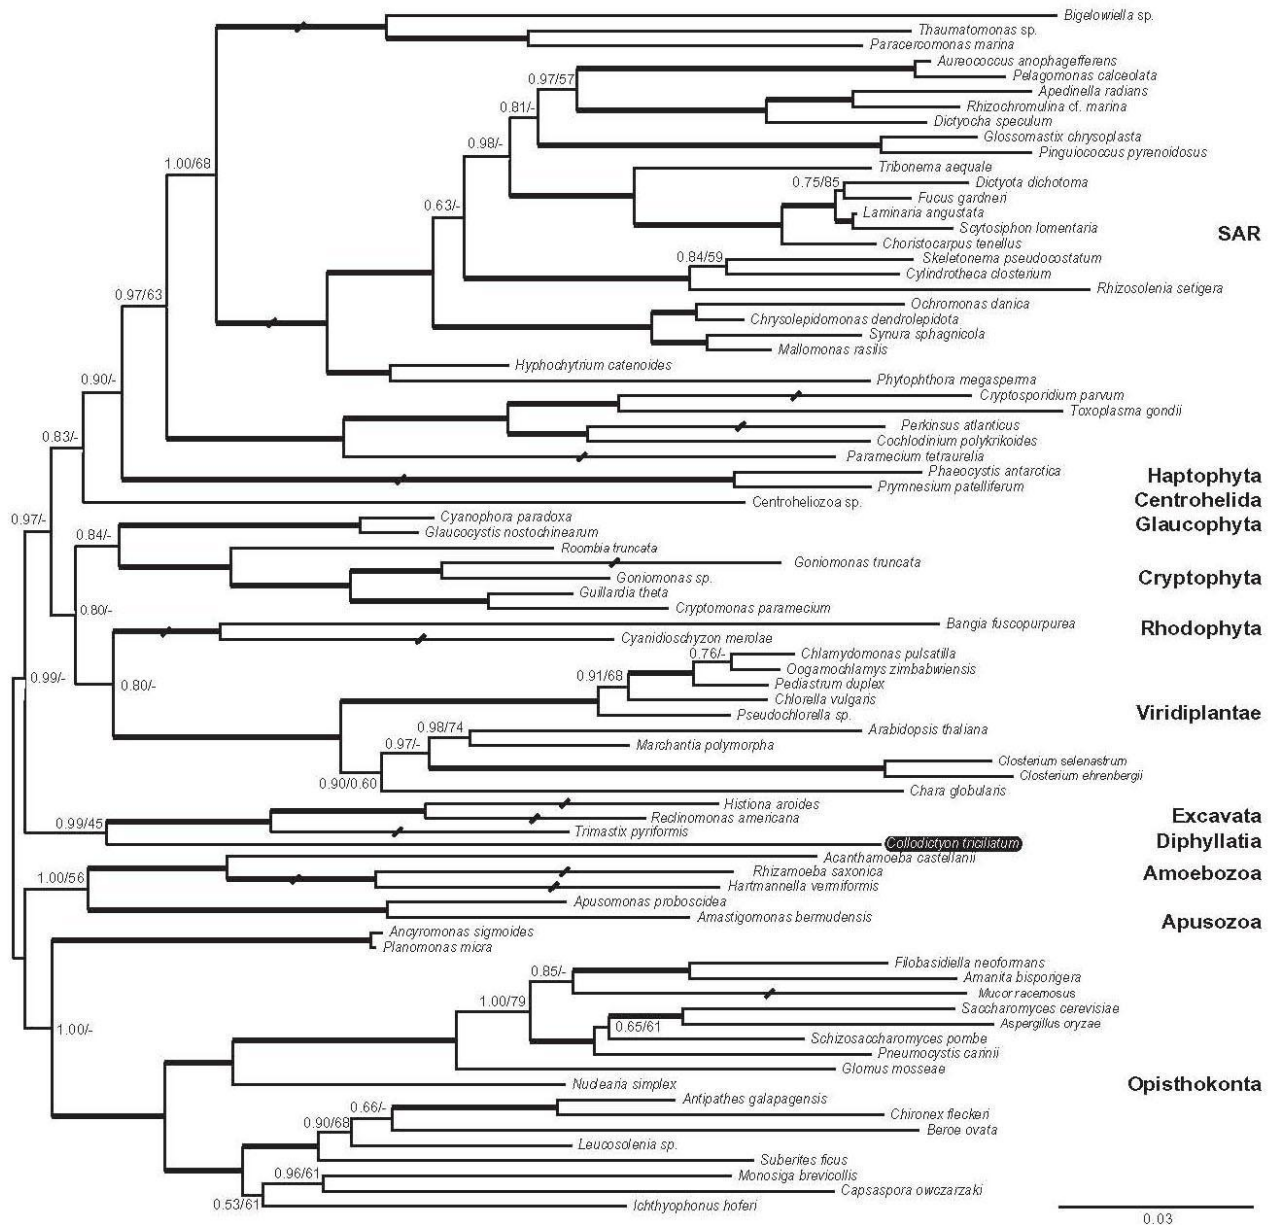 Bigelowiella sp.
Thaumatomonas sp.
Paracercomonas marina
Aureococcus anophagefferens
0.97/57
Pelagomonas calceolata
Apedinella radians
0.81/-
Rhizochromulina cf. marina
Dictyocha speculum
Glossomastix chrysoplasta
0.98/-
Pinguiococcus pyrenoidosus
1.00/68
Tribonema aequale
0.75/85
Dictyota dichotoma
Fucus gardneri
0.63/-
Laminaria angustata
Scytosiphon lomentaria
SAR
Choristocarpus tenellus
0.84/59
Skeletonema pseudocostatum
Cylindrotheca closterium
Rhizosolenia setigera
0.97/63
Ochromonas danica
Chrysolepidomonas dendrolepidota
Synura sphagnicola
Mallomonas rasilis
Hyphochytrium catenoides
0.90/-
Phytophthora megasperma
Cryptosporidium parvum
Toxoplasma gondii
Perkinsus atlanticus
0.83/-
Cochlodinium polykrikoides
Paramecium tetraurelia
Phaeocystis antarctica
Haptophyta
Prymnesium patelliferum
Centroheliozoa sp.
Centrohelida
0.97/-
Cyanophora paradoxa
Glaucophyta
0.84/-
Glaucocystis nostochinearum
Roombia truncata
Goniomonas truncata
Goniomonas sp.
Cryptophyta
Guillardia theta
0.80/-
Cryptomonas paramecium
Bangia fuscopurpurea
Rhodophyta
Cyanidioschyzon merolae
0.76/-
Chlamydomonas pulsatilla
Oogamochlamys zimbabwiensis
0.99/-
0.80/-
0.91/68
Pediastrum duplex
Chlorella vulgaris
Pseudochlorella sp.
Viridiplantae
0.98/74
Arabidopsis thaliana
0.97/-
Marchantia polymorpha
Closterium selenastrum
Closterium ehrenbergii
0.90/0.60
Chara globularis
Histiona aroides
Reclinomonas americana
Excavata
0.99/45
Trimastix pyriformis
Collodictyon triciliatum
Diphyllatia
Acanthamoeba castellanii
Rhizamoeba saxonica
Amoebozoa
1.00/56
Hartmannella vermiformis
Apusomonas proboscidea
Amastigomonas bermudensis
Apusozoa
Ancyromonas sigmoides
Planomonas micra
Filobasidiella neoformans
0.85/-
Amanita bisporigera
Mucor racemosus
1.00/79
Saccharomyces cerevisiae
1.00/-
0.65/61
Aspergillus oryzae
Schizosaccharomyces pombe
Pneumocystis carinii
Glomus mosseae
Nuclearia simplex
Opisthokonta
Antipathes galapagensis
0.66/-
Chironex fleckeri
0.90/68
Beroe ovata
Leucosolenia sp.
Suberites ficus
0.96/61
Monosiga brevicollis
Capsaspora owczarzaki
0.53/61
Ichthyophonus hoferi
0.03